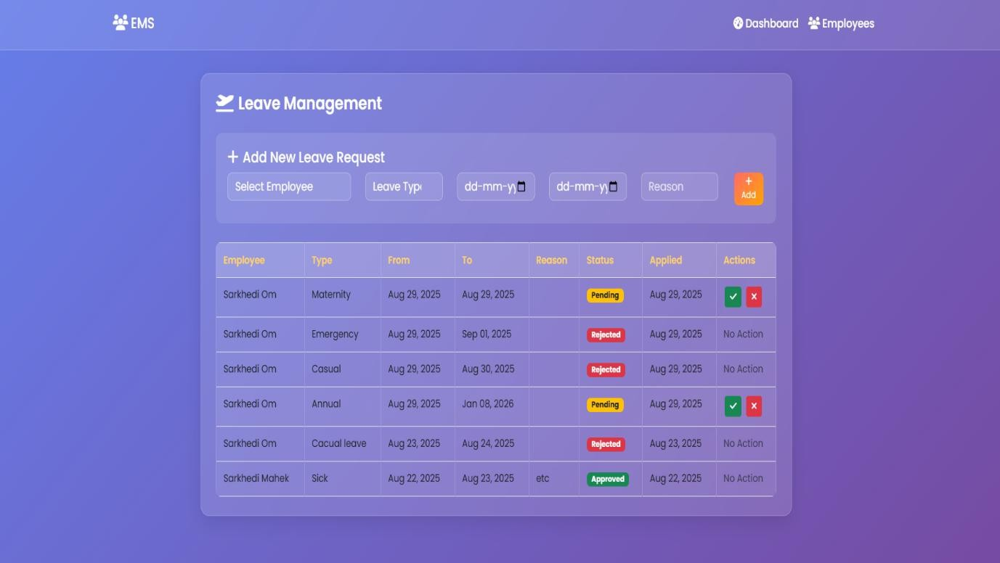 EMS Dashboard Employees
Leave Management
+ Add New Leave Request
Select Employee Leave Type dd-mm-yy dd-mm-yy Reason + Add
Employee Type From To Reason Status Applied Actions
Sarkhedi Om Maternity Aug 29, 2025 Aug 29, 2025 Pending Aug 29, 2025
Sarkhedi Om Emergency Aug 29, 2025 Sep 01, 2025 Rejected Aug 29, 2025 No Action
Sarkhedi Om Casual Aug 29, 2025 Aug 30, 2025 Rejected Aug 29, 2025 No Action
Sarkhedi Om Annual Aug 29, 2025 Jan 08, 2026 Pending Aug 29, 2025
Sarkhedi Om Cacual leave Aug 23, 2025 Aug 24, 2025 Rejected Aug 23, 2025 No Action
Sarkhedi Mahek Sick Aug 22, 2025 Aug 23, 2025 etc Approved Aug 22, 2025 No Action